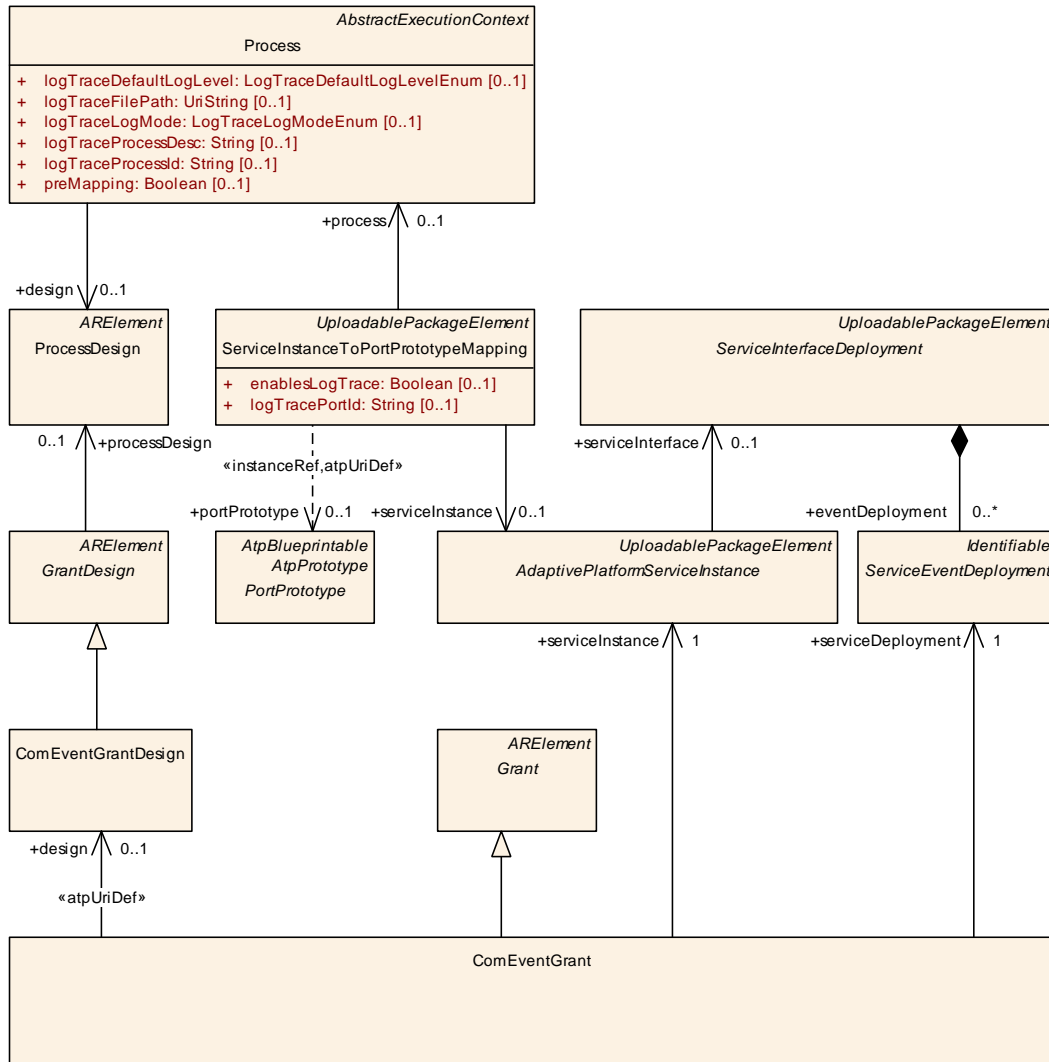 AbstractExecutionContext
Process
+ logTraceDefaultLogLevel: LogTraceDefaultLogLevelEnum [0..1]
+ logTraceFilePath: UriString [0..1]
+ logTraceLogMode: LogTraceLogModeEnum [0..1]
+ logTraceProcessDesc: String [0..1]
+ logTraceProcessId: String [0..1]
+ preMapping: Boolean [0..1]
+process 0..1
+design 0..1
ARElement
ProcessDesign
UploadablePackageElement
ServiceInstanceToPortPrototypeMapping
+ enablesLogTrace: Boolean [0..1]
+ logTracePortId: String [0..1]
UploadablePackageElement
ServiceInterfaceDeployment
0..1 +processDesign
«instanceRef,atpUriDef»
+serviceInterface 0..1
+portPrototype 0..1
+serviceInstance 0..1
+eventDeployment 0..*
ARElement
GrantDesign
AtpBlueprintable
AtpPrototype
PortPrototype
UploadablePackageElement
AdaptivePlatformServiceInstance
Identifiable
ServiceEventDeployment
+serviceInstance 1
+serviceDeployment 1
ComEventGrantDesign
ARElement
Grant
+design 0..1
«atpUriDef»
ComEventGrant